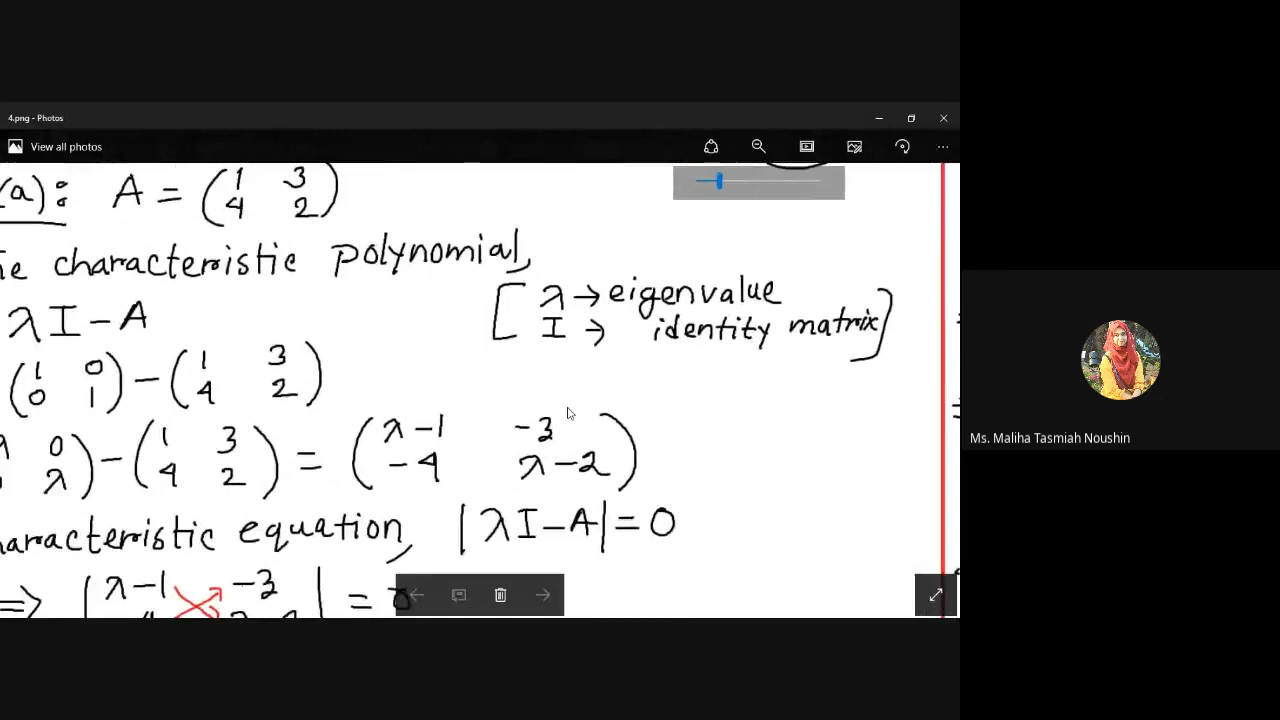 4.png - Photos
View all photos
(a): A = (1 3
4 2)
characteristic polynomial,
λI - A
[λ → eigenvalue
I → identity matrix]
(1 0
0 1) - (1 3
4 2)
0
λ) - (1 3
4 2) = (λ-1 -3
-4 λ-2)
characteristic equation, |λI-A| = 0
⇒ |λ-1 -3| = 0
Ms. Maliha Tasmiah Noushin